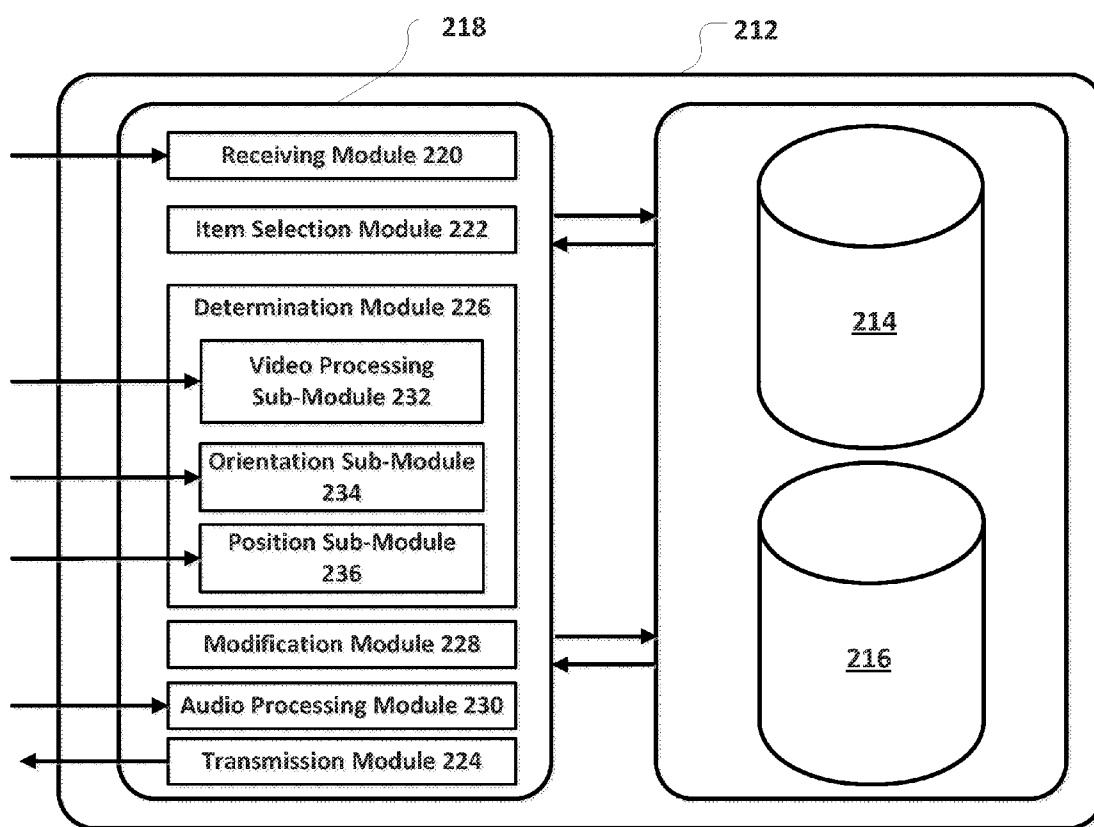 218
212
Receiving Module 220
Item Selection Module 222
Determination Module 226
Video Processing
Sub-Module 232
Orientation Sub-Module
234
Position Sub-Module
236
Modification Module 228
Audio Processing Module 230
Transmission Module 224
214
216